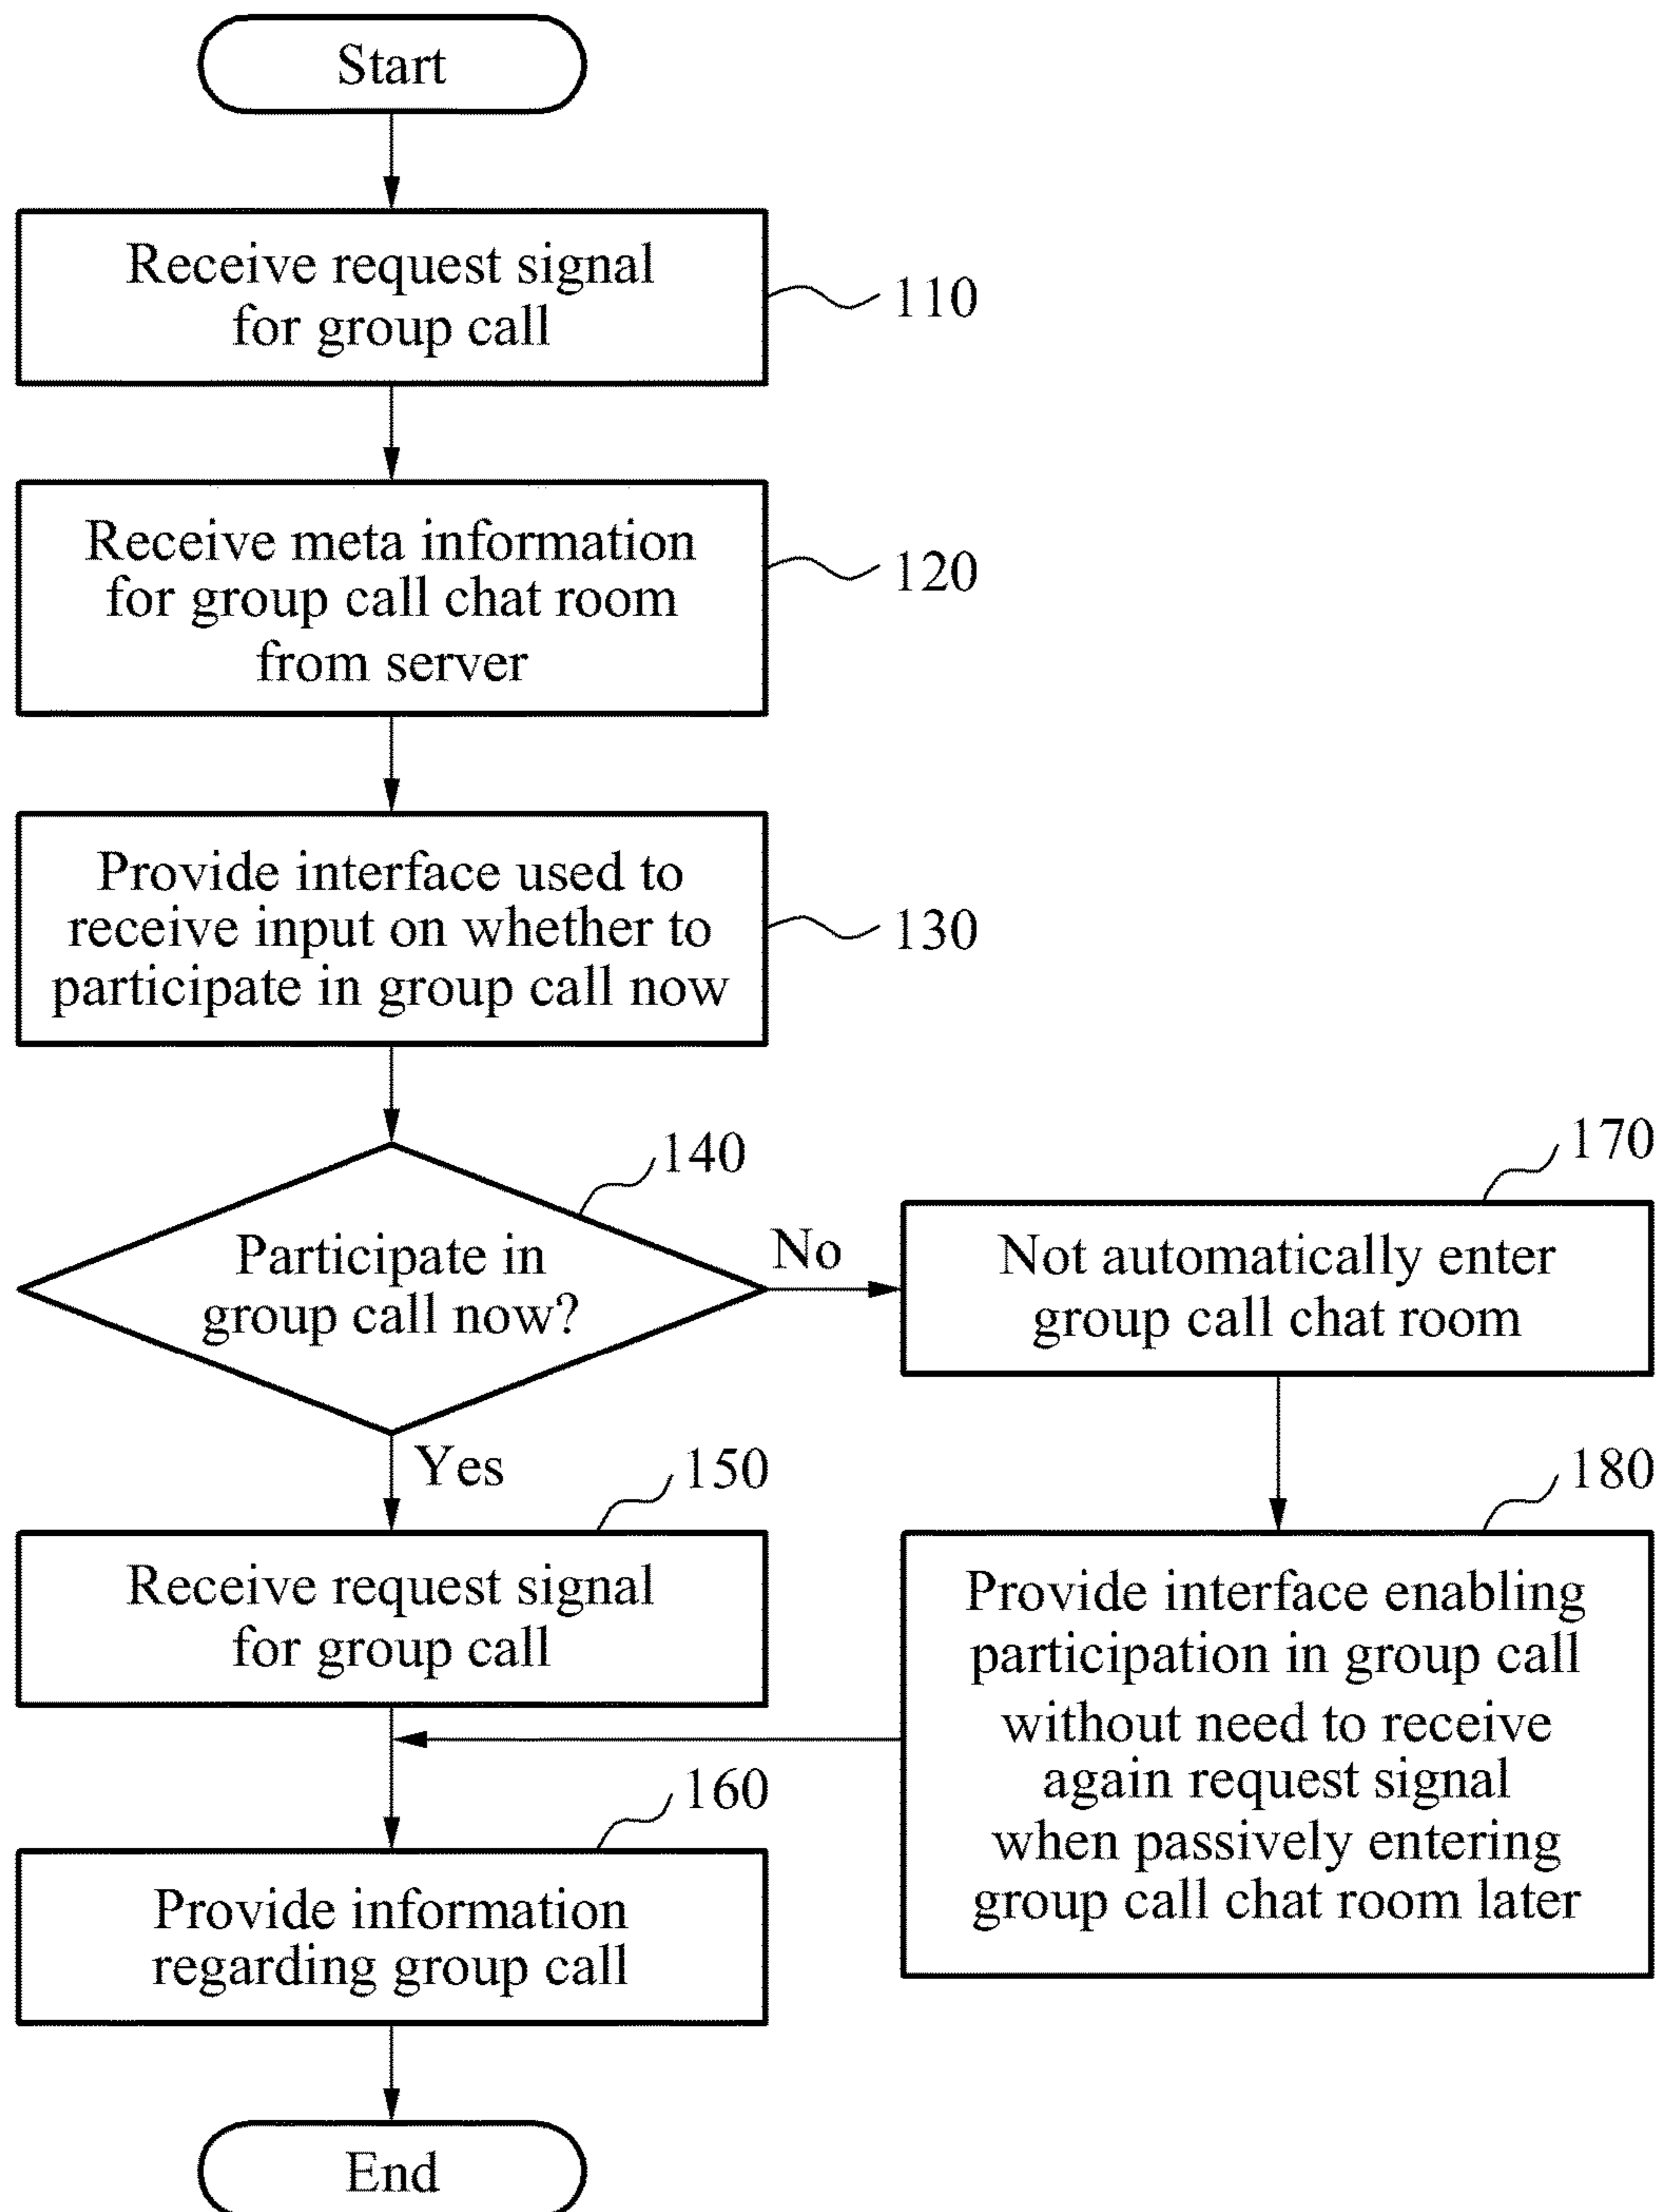 Start
Receive request signal
for group call
110
Receive meta information
for group call chat room
from server
120
Provide interface used to
receive input on whether to
participate in group call now
130
140
Participate in
group call now?
No
170
Not automatically enter
group call chat room
Yes
150
Receive request signal
for group call
180
Provide interface enabling
participation in group call
without need to receive
again request signal
when passively entering
group call chat room later
160
Provide information
regarding group call
End